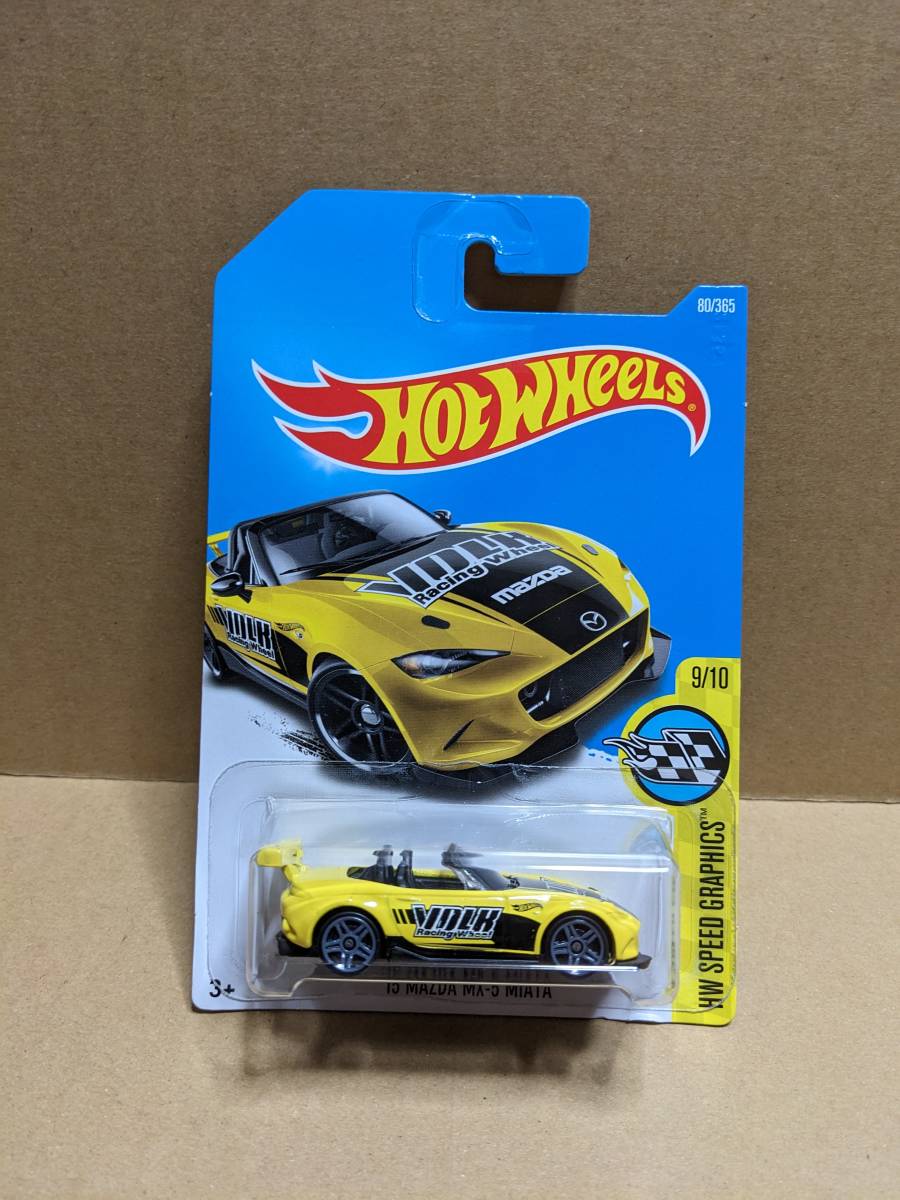 80/365
HOT WHEELS®
VOLK
Racing Wheel
mazda
VOLK
Racing Wheel
9/10
HW SPEED GRAPHICS™
VOLK
Racing Wheel
3+
'15 MAZDA MX-5 MIATA